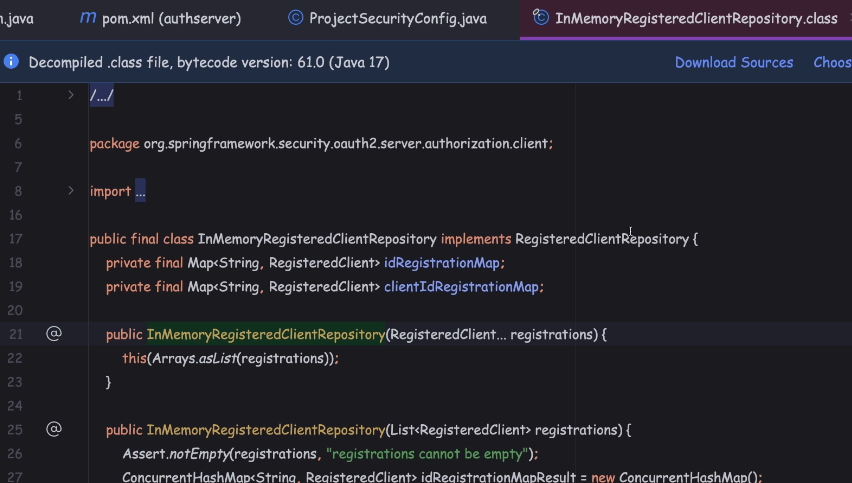 n.java pom.xml (authserver) ProjectSecurityConfig.java InMemoryRegisteredClientRepository.class
Decompiled .class file, bytecode version: 61.0 (Java 17) Download Sources Choos
1 /.../
5
6 package org.springframework.security.oauth2.server.authorization.client;
7
8 import ...
16
17 public final class InMemoryRegisteredClientRepository implements RegisteredClientRepository {
18 private final Map<String, RegisteredClient> idRegistrationMap;
19 private final Map<String, RegisteredClient> clientIdRegistrationMap;
20
21 @ public InMemoryRegisteredClientRepository(RegisteredClient... registrations) {
22 this(Arrays.asList(registrations));
23 }
24
25 @ public InMemoryRegisteredClientRepository(List<RegisteredClient> registrations) {
26 Assert.notEmpty(registrations, "registrations cannot be empty");
27 ConcurrentHashMap<String, RegisteredClient> idRegistrationMapResult = new ConcurrentHashMap();